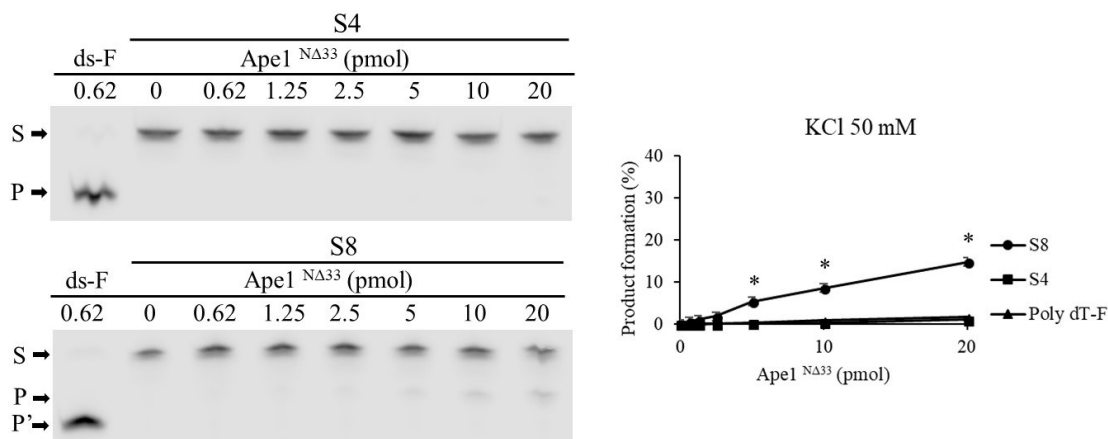 S4
ds-F Ape1 NΔ33 (pmol)
0.62 0 0.62 1.25 2.5 5 10 20
S
P
S8
ds-F Ape1 NΔ33 (pmol)
0.62 0 0.62 1.25 2.5 5 10 20
S
P
P'
KCl 50 mM
Product formation (%)
40
30
20
10
0
* * *
0 10 20
Ape1 NΔ33 (pmol)
S8
S4
Poly dT-F